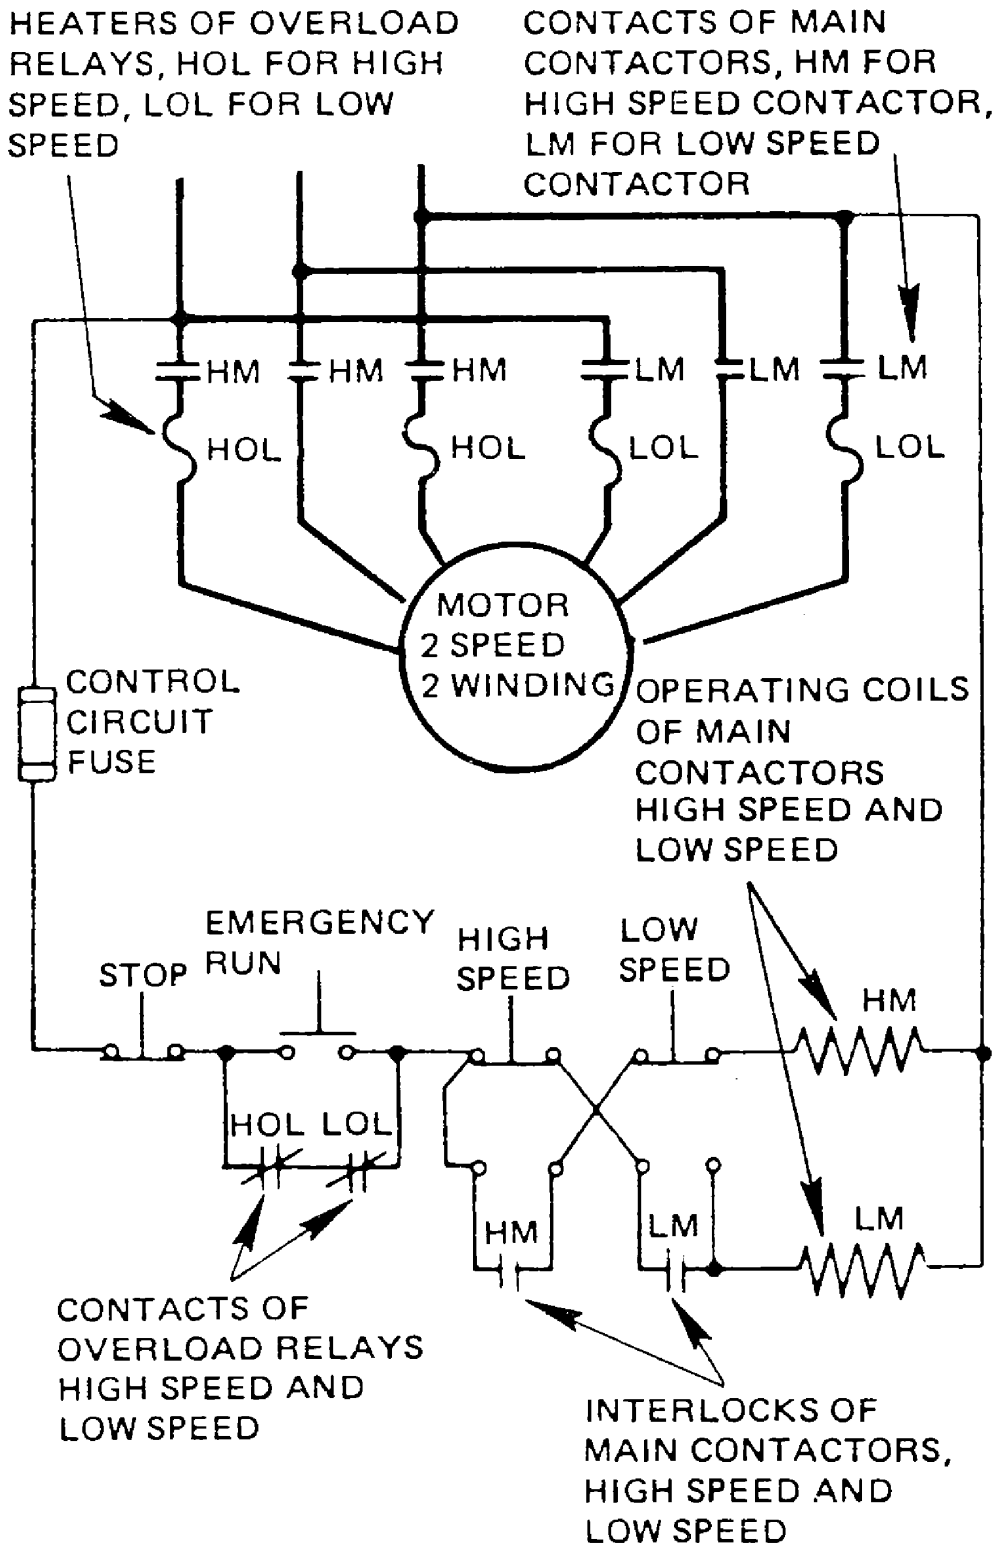 HEATERS OF OVERLOAD
RELAYS, HOL FOR HIGH
SPEED, LOL FOR LOW
SPEED
CONTACTS OF MAIN
CONTACTORS, HM FOR
HIGH SPEED CONTACTOR,
LM FOR LOW SPEED
CONTACTOR
HM HM HM LM LM LM
HOL HOL LOL LOL
MOTOR
2 SPEED
2 WINDING
CONTROL
CIRCUIT
FUSE
OPERATING COILS
OF MAIN
CONTACTORS
HIGH SPEED AND
LOW SPEED
STOP
EMERGENCY
RUN
HIGH
SPEED
LOW
SPEED
HM
HOL LOL
HM
LM
LM
CONTACTS OF
OVERLOAD RELAYS
HIGH SPEED AND
LOW SPEED
INTERLOCKS OF
MAIN CONTACTORS,
HIGH SPEED AND
LOW SPEED